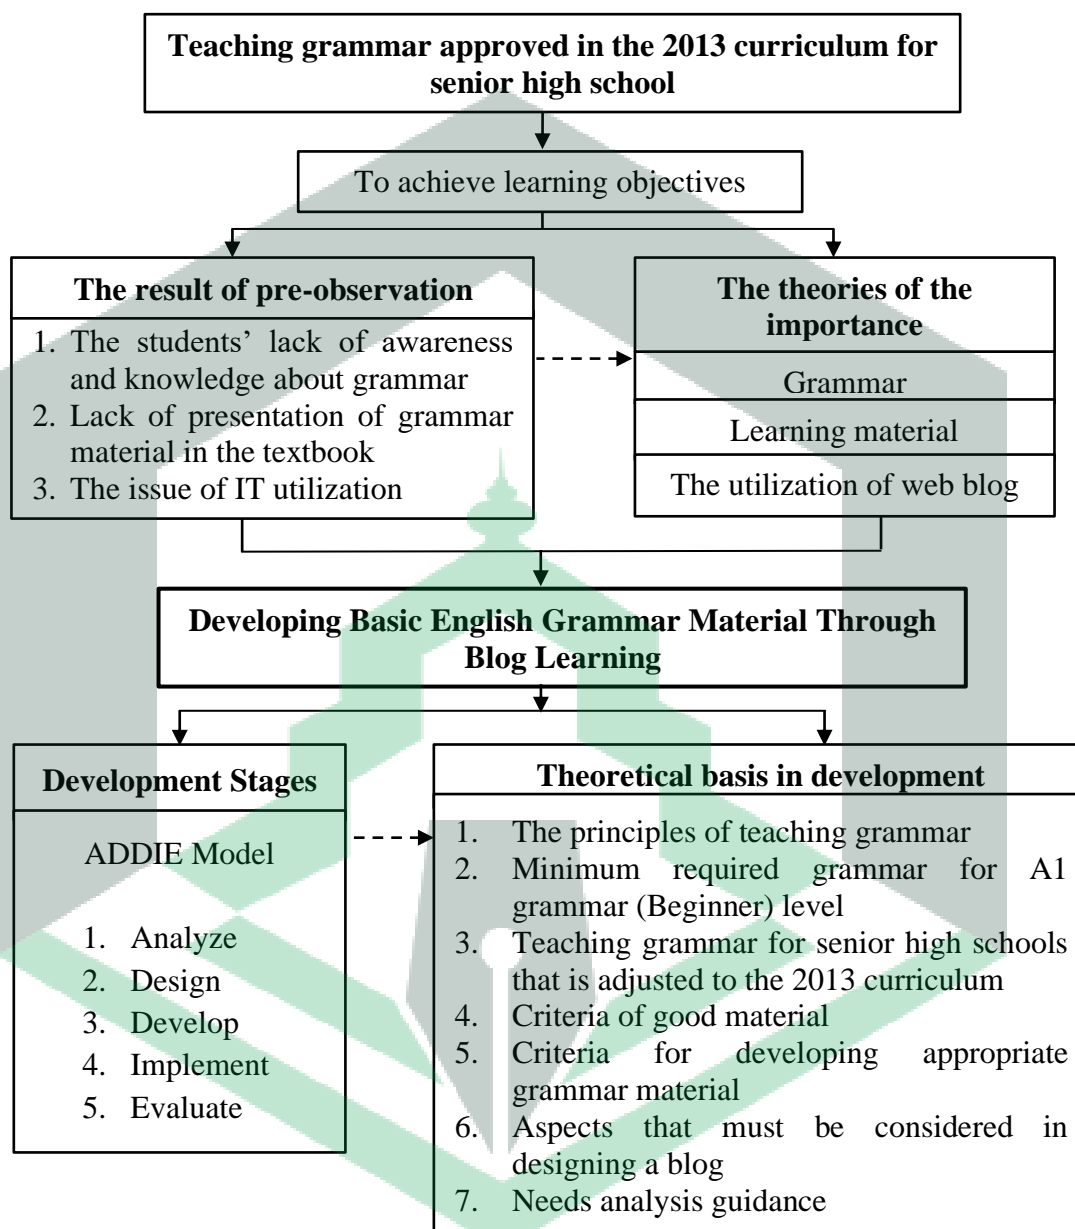 Teaching grammar approved in the 2013 curriculum for
senior high school
To achieve learning objectives
The result of pre-observation
1. The students’ lack of awareness
and knowledge about grammar
2. Lack of presentation of grammar
material in the textbook
3. The issue of IT utilization
The theories of the
importance
Grammar
Learning material
The utilization of web blog
Developing Basic English Grammar Material Through
Blog Learning
Development Stages
ADDIE Model
1. Analyze
2. Design
3. Develop
4. Implement
5. Evaluate
Theoretical basis in development
1. The principles of teaching grammar
2. Minimum required grammar for A1
grammar (Beginner) level
3. Teaching grammar for senior high schools
that is adjusted to the 2013 curriculum
4. Criteria of good material
5. Criteria for developing appropriate
grammar material
6. Aspects that must be considered in
designing a blog
7. Needs analysis guidance